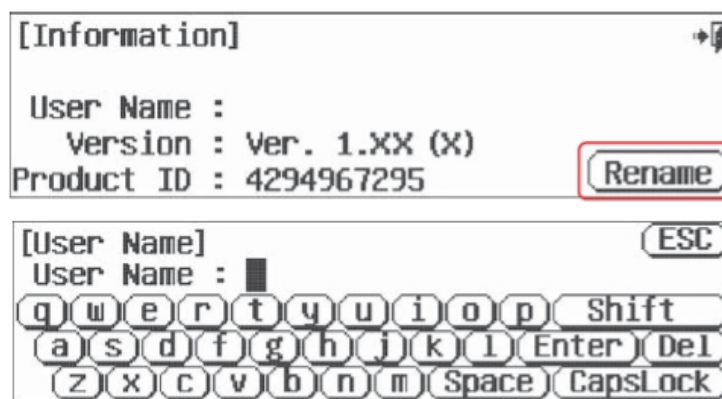 [Information]
User Name :
Version : Ver. 1.XX (X)
Product ID : 4294967295
Rename
[User Name]
ESC
User Name :
q w e r t y u i o p Shift
a s d f g h j k l Enter Del
z x c v b n m Space CapsLock